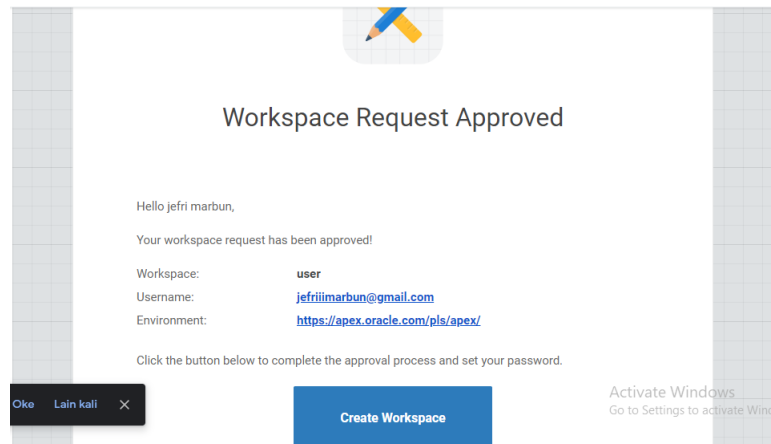 Workspace Request Approved
Hello jefri marbun,
Your workspace request has been approved!
Workspace: user
Username: jefriiimarbun@gmail.com
Environment: https://apex.oracle.com/pls/apex/
Click the button below to complete the approval process and set your password.
Create Workspace
Oke Lain kali
Activate Windows
Go to Settings to activate